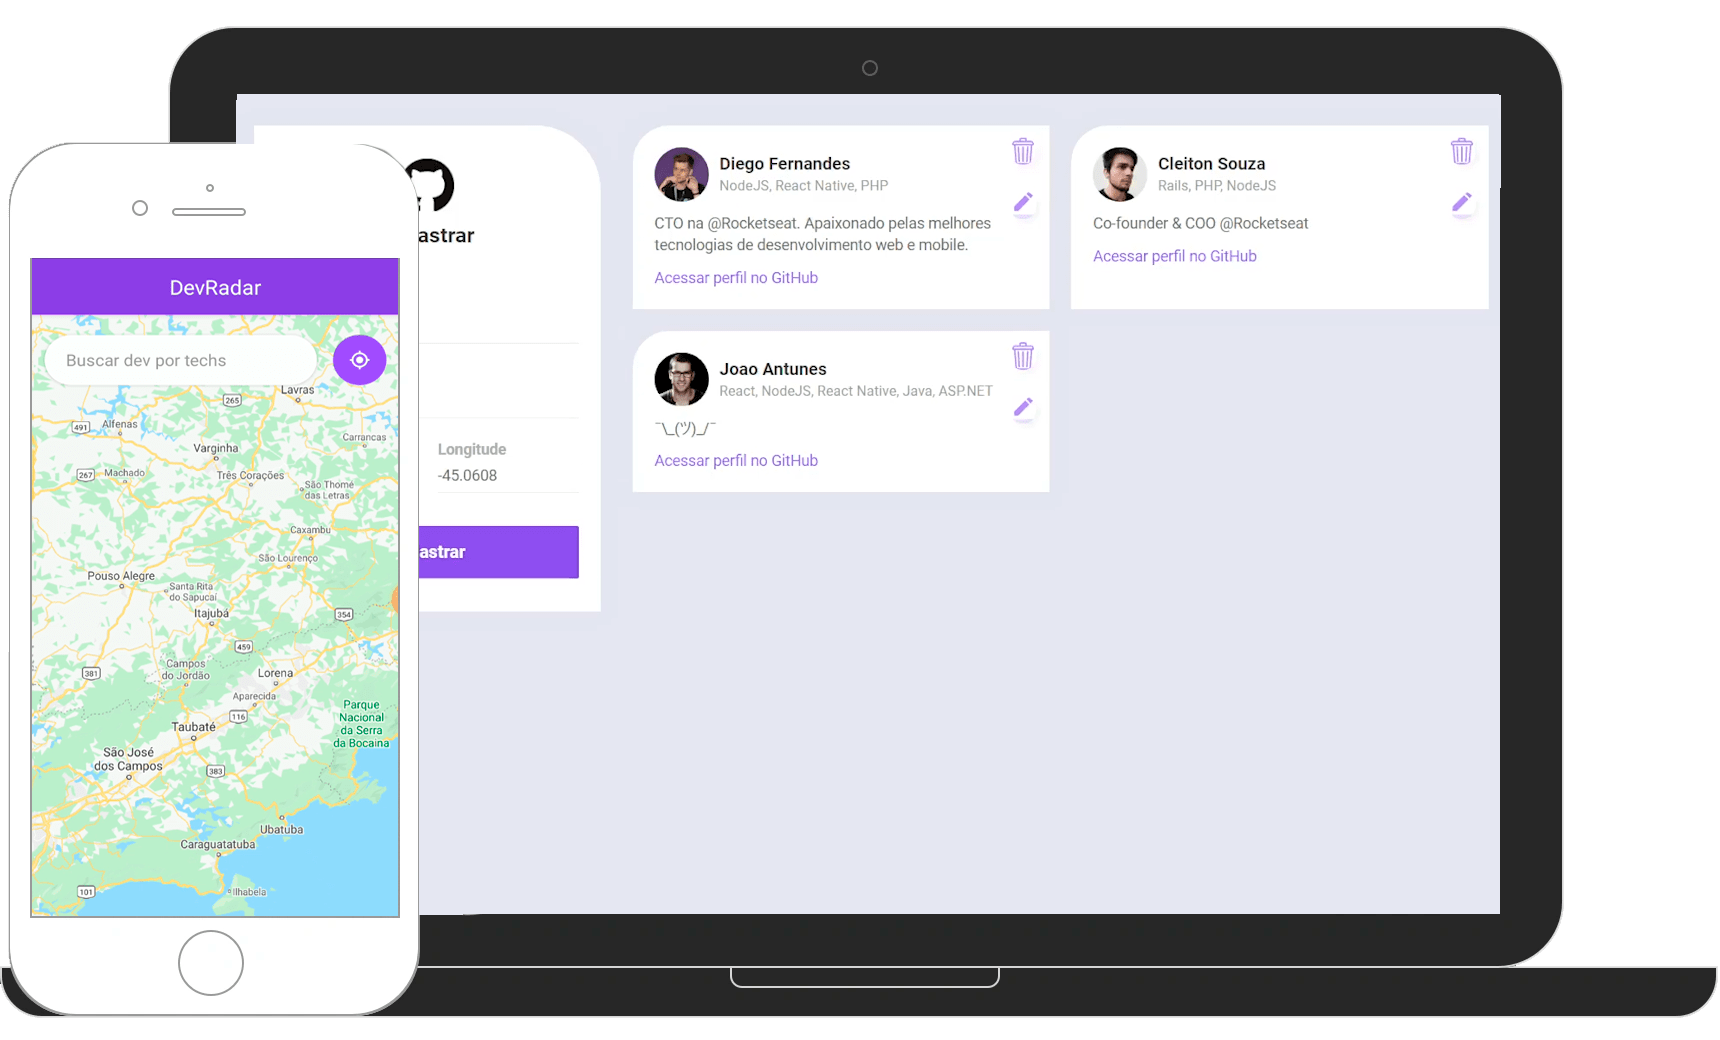 DevRadar
Buscar dev por techs
Lavras
265
491
Alfenas
Carrancas
Varginha
267
Machado
Três Corações
São Thomé
das Letras
Caxambu
São Lourenço
Pouso Alegre
Santa Rita
do Sapucaí
Itajubá
354
459
381
Campos
do Jordão
Lorena
Aparecida
116
Parque
Nacional
da Serra
da Bocaina
Taubaté
São José
dos Campos
383
Ubatuba
Caraguatatuba
101
Ilhabela
astrar
Longitude
-45.0608
astrar
Diego Fernandes
NodeJS, React Native, PHP
CTO na @Rocketseat. Apaixonado pelas melhores
tecnologias de desenvolvimento web e mobile.
Acessar perfil no GitHub
Cleiton Souza
Rails, PHP, NodeJS
Co-founder & COO @Rocketseat
Acessar perfil no GitHub
Joao Antunes
React, NodeJS, React Native, Java, ASP.NET
¯\_(ツ)_/¯
Acessar perfil no GitHub